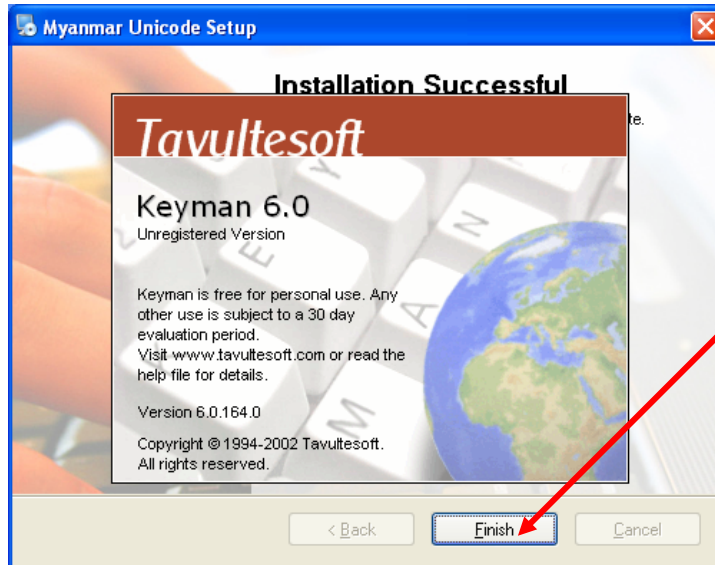 Myanmar Unicode Setup
Installation Successful
te.
Tavultesoft
Keyman 6.0
Unregistered Version
Keyman is free for personal use. Any
other use is subject to a 30 day
evaluation period.
Visit www.tavultesoft.com or read the
help file for details.
Version 6.0.164.0
Copyright © 1994-2002 Tavultesoft.
All rights reserved.
< Back Finish Cancel